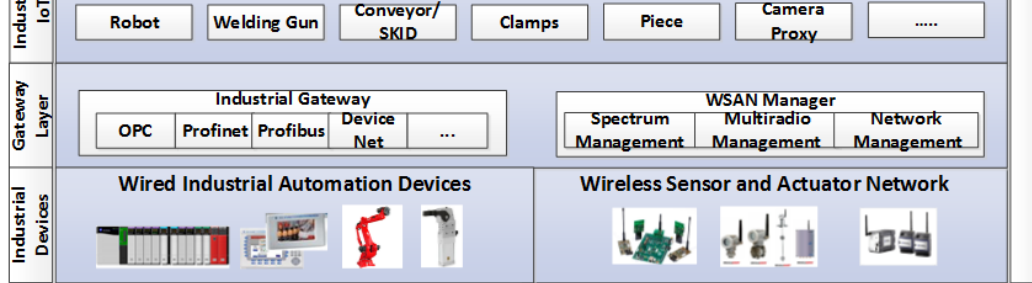 Indust
IoT
Robot
Welding Gun
Conveyor/
SKID
Clamps
Piece
Camera
Proxy
.....
Gateway
Layer
Industrial Gateway
OPC
Profinet
Profibus
Device
Net
...
WSAN Manager
Spectrum
Management
Multiradio
Management
Network
Management
Industrial
Devices
Wired Industrial Automation Devices
Wireless Sensor and Actuator Network